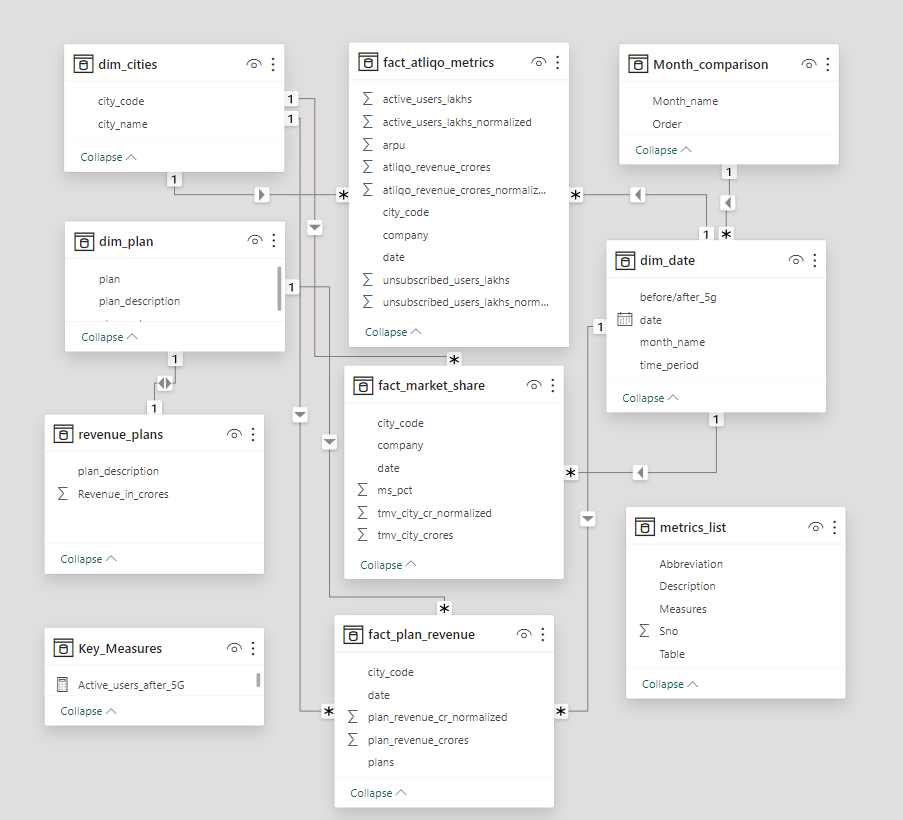 dim_cities
city_code
city_name
Collapse
fact_atliqo_metrics
active_users_lakhs
active_users_lakhs_normalized
arpu
atliqo_revenue_crores
atliqo_revenue_crores_normaliz...
city_code
company
date
unsubscribed_users_lakhs
unsubscribed_users_lakhs_norm...
Collapse
Month_comparison
Month_name
Order
Collapse
dim_plan
plan
plan_description
Collapse
dim_date
before/after_5g
date
month_name
time_period
Collapse
fact_market_share
city_code
company
date
ms_pct
tmv_city_cr_normalized
tmv_city_crores
Collapse
revenue_plans
plan_description
Revenue_in_crores
Collapse
metrics_list
Abbreviation
Description
Measures
Sno
Table
Collapse
Key_Measures
Active_users_after_5G
Collapse
fact_plan_revenue
city_code
date
plan_revenue_cr_normalized
plan_revenue_crores
plans
Collapse
1
1
1
*
*
1
1
*
1
1
1
1
1
*
*
*
*
*